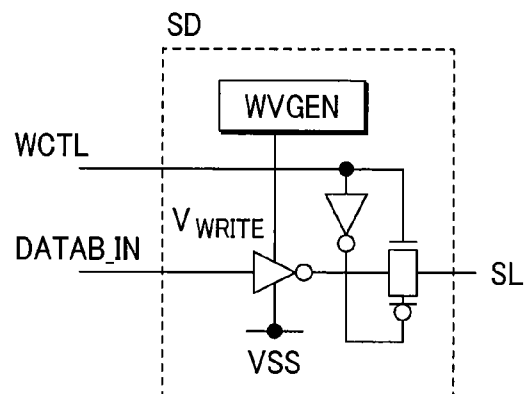 SD
WVGEN
WCTL
VWRITE
DATAB_IN
SL
VSS